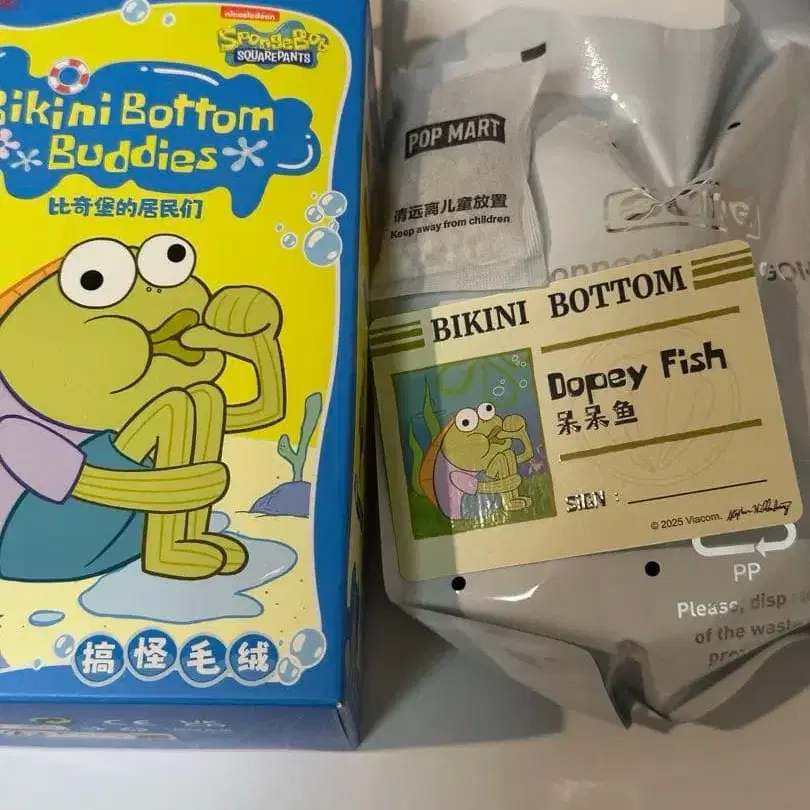 nickelodeon
SpongeBob
SQUAREPANTS
Bikini Bottom
Buddies
比奇堡的居民们
搞怪毛绒
POP MART
请远离儿童放置
Keep away from children
BIKINI BOTTOM
Dopey Fish
呆呆鱼
SIGN :
© 2025 Viacom.
PP
Please, disp
of the waste